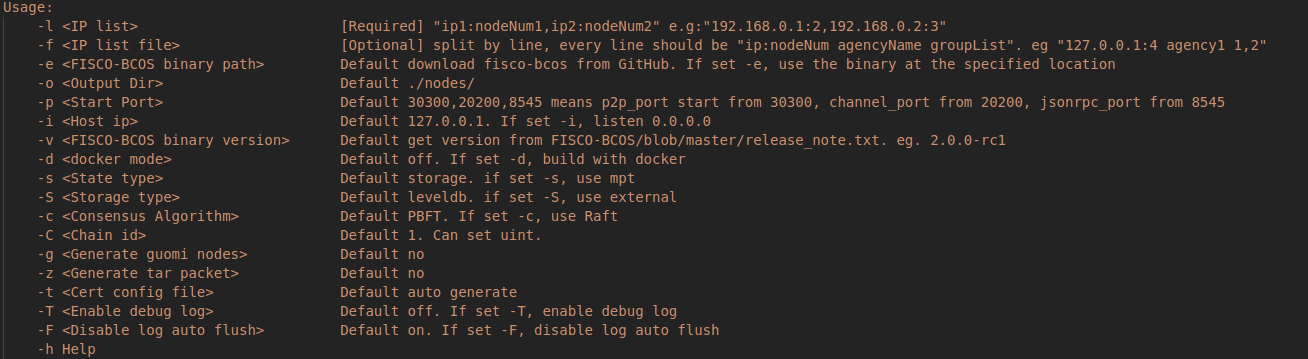 Usage:
    -l <IP list>                        [Required] "ip1:nodeNum1,ip2:nodeNum2" e.g:"192.168.0.1:2,192.168.0.2:3"
    -f <IP list file>                   [Optional] split by line, every line should be "ip:nodeNum agencyName groupList". eg "127.0.0.1:4 agency1 1,2"
    -e <FISCO-BCOS binary path>         Default download fisco-bcos from GitHub. If set -e, use the binary at the specified location
    -o <Output Dir>                     Default ./nodes/
    -p <Start Port>                     Default 30300,20200,8545 means p2p_port start from 30300, channel_port from 20200, jsonrpc_port from 8545
    -i <Host ip>                        Default 127.0.0.1. If set -i, listen 0.0.0.0
    -v <FISCO-BCOS binary version>      Default get version from FISCO-BCOS/blob/master/release_note.txt. eg. 2.0.0-rc1
    -d <docker mode>                    Default off. If set -d, build with docker
    -s <State type>                     Default storage. if set -s, use mpt
    -S <Storage type>                   Default leveldb. if set -S, use external
    -c <Consensus Algorithm>            Default PBFT. If set -c, use Raft
    -C <Chain id>                       Default 1. Can set uint.
    -g <Generate guomi nodes>           Default no
    -z <Generate tar packet>            Default no
    -t <Cert config file>               Default auto generate
    -T <Enable debug log>               Default off. If set -T, enable debug log
    -F <Disable log auto flush>         Default on. If set -F, disable log auto flush
    -h Help